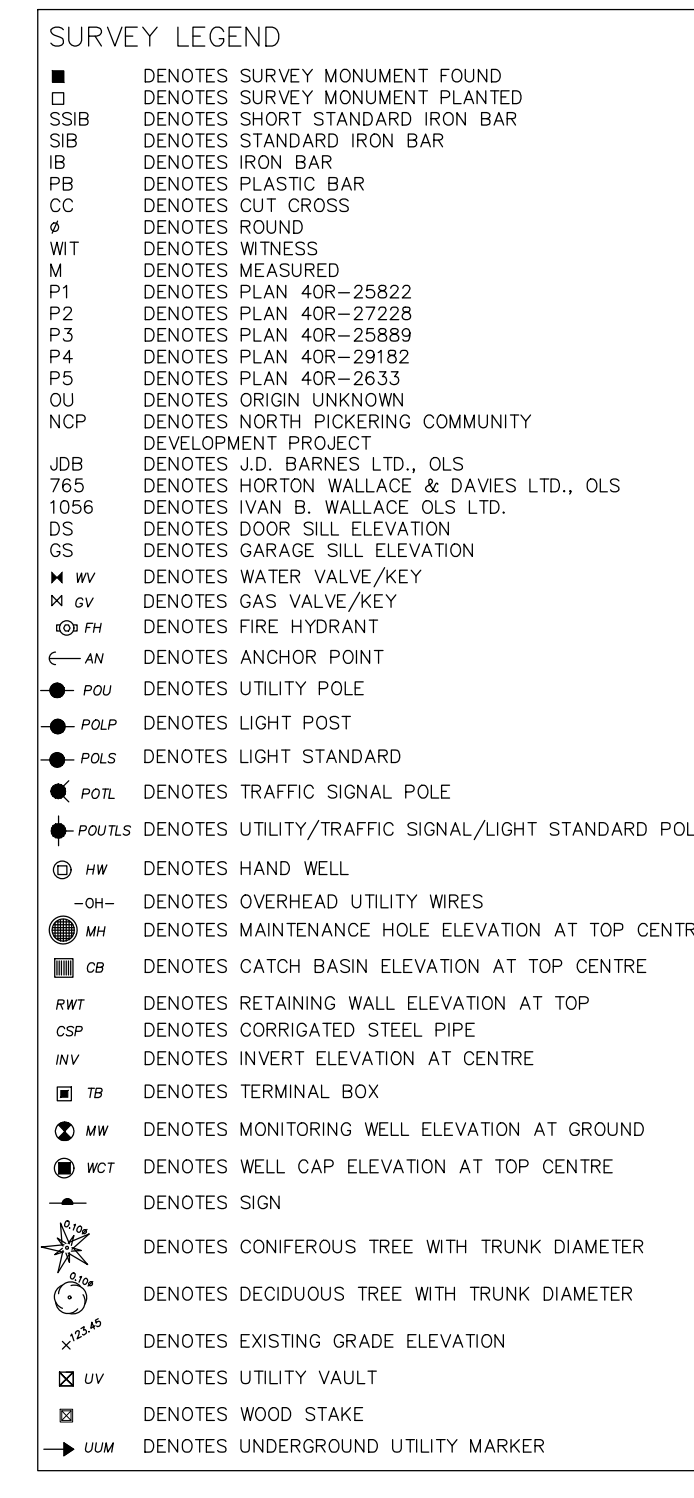 SURVEY LEGEND
DENOTES SURVEY MONUMENT FOUND
DENOTES SURVEY MONUMENT PLANTED
SSIB DENOTES SHORT STANDARD IRON BAR
SIB DENOTES STANDARD IRON BAR
IB DENOTES IRON BAR
PB DENOTES PLASTIC BAR
CC DENOTES CUT CROSS
ø DENOTES ROUND
WIT DENOTES WITNESS
M DENOTES MEASURED
P1 DENOTES PLAN 40R-25822
P2 DENOTES PLAN 40R-27228
P3 DENOTES PLAN 40R-25889
P4 DENOTES PLAN 40R-29182
P5 DENOTES PLAN 40R-2633
OU DENOTES ORIGIN UNKNOWN
NCP DENOTES NORTH PICKERING COMMUNITY
DEVELOPMENT PROJECT
JDB DENOTES J.D. BARNES LTD., OLS
765 DENOTES HORTON WALLACE & DAVIES LTD., OLS
1056 DENOTES IVAN B. WALLACE OLS LTD.
DS DENOTES DOOR SILL ELEVATION
GS DENOTES GARAGE SILL ELEVATION
WV DENOTES WATER VALVE/KEY
GV DENOTES GAS VALVE/KEY
FH DENOTES FIRE HYDRANT
AN DENOTES ANCHOR POINT
POU DENOTES UTILITY POLE
POLP DENOTES LIGHT POST
POLS DENOTES LIGHT STANDARD
POTL DENOTES TRAFFIC SIGNAL POLE
POUTLS DENOTES UTILITY/TRAFFIC SIGNAL/LIGHT STANDARD POL
HW DENOTES HAND WELL
-OH- DENOTES OVERHEAD UTILITY WIRES
MH DENOTES MAINTENANCE HOLE ELEVATION AT TOP CENTR
CB DENOTES CATCH BASIN ELEVATION AT TOP CENTRE
RWT DENOTES RETAINING WALL ELEVATION AT TOP
CSP DENOTES CORRIGATED STEEL PIPE
INV DENOTES INVERT ELEVATION AT CENTRE
TB DENOTES TERMINAL BOX
MW DENOTES MONITORING WELL ELEVATION AT GROUND
WCT DENOTES WELL CAP ELEVATION AT TOP CENTRE
DENOTES SIGN
0.10ø DENOTES CONIFEROUS TREE WITH TRUNK DIAMETER
0.10ø DENOTES DECIDUOUS TREE WITH TRUNK DIAMETER
×123.45 DENOTES EXISTING GRADE ELEVATION
UV DENOTES UTILITY VAULT
DENOTES WOOD STAKE
UUM DENOTES UNDERGROUND UTILITY MARKER